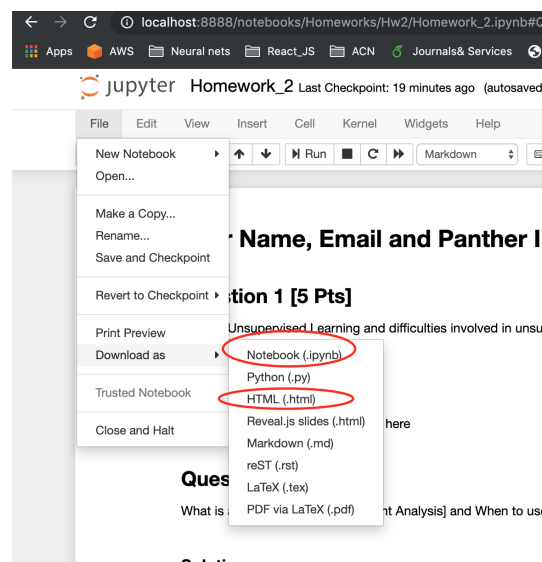 localhost:8888/notebooks/Homeworks/Hw2/Homework_2.ipynb#
Apps AWS Neural nets React_JS ACN Journals& Services
jupyter Homework_2 Last Checkpoint: 19 minutes ago (autosaved
File Edit View Insert Cell Kernel Widgets Help
New Notebook
Run Markdown
Open...
Make a Copy...
Rename...
Name, Email and Panther I
Save and Checkpoint
Revert to Checkpoint
tion 1 [5 Pts]
Print Preview
Unsupervised Learning and difficulties involved in unsu
Download as
Notebook (.ipynb)
Python (.py)
Trusted Notebook
HTML (.html)
Reveal.js slides (.html)
here
Close and Halt
Markdown (.md)
reST (.rst)
Ques
LaTeX (.tex)
What is
PDF via LaTeX (.pdf)
nt Analysis] and When to use